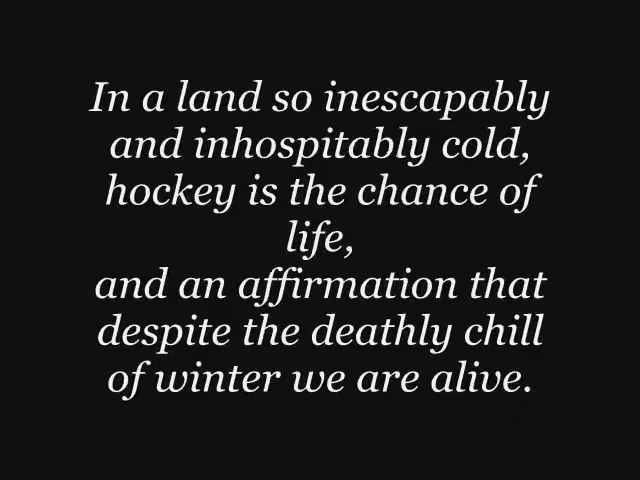 In a land so inescapably
and inhospitably cold,
hockey is the chance of
life,
and an affirmation that
despite the deathly chill
of winter we are alive.